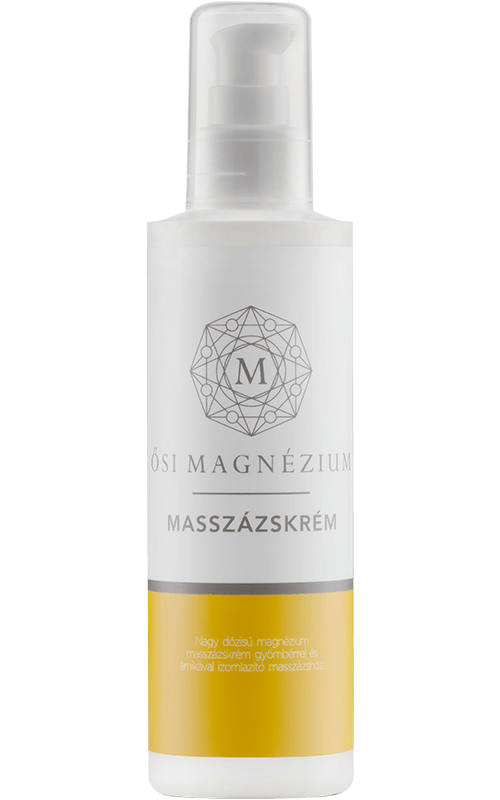 M
ŐSI MAGNÉZIUM
MASSZÁZSKRÉM
Nagy dózisú magnézium
masszázskrém gyömbérrel és
árnikával izomlazító masszázshoz